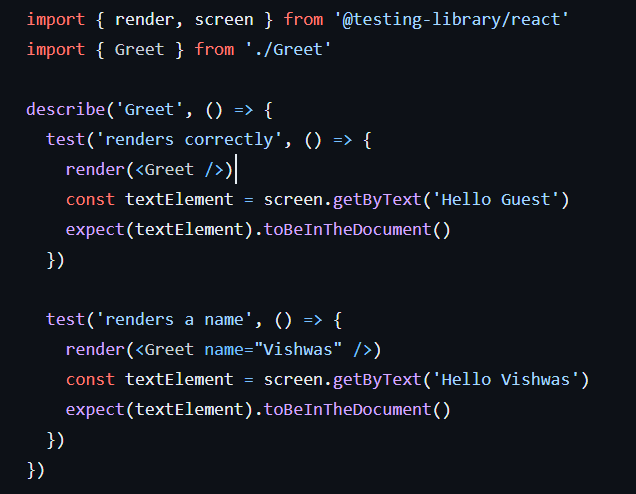 import { render, screen } from '@testing-library/react'
import { Greet } from './Greet'

describe('Greet', () => {
  test('renders correctly', () => {
    render(<Greet />)
    const textElement = screen.getByText('Hello Guest')
    expect(textElement).toBeInTheDocument()
  })

  test('renders a name', () => {
    render(<Greet name="Vishwas" />)
    const textElement = screen.getByText('Hello Vishwas')
    expect(textElement).toBeInTheDocument()
  })
})